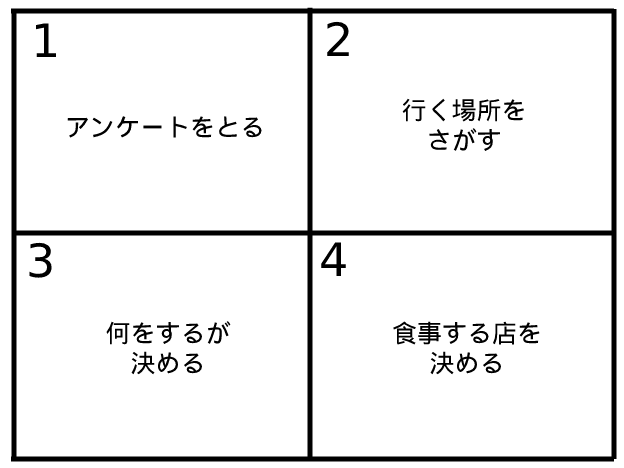 1
アンケートをとる
2
行く場所を
さがす
3
何をするが
決める
4
食事する店を
決める